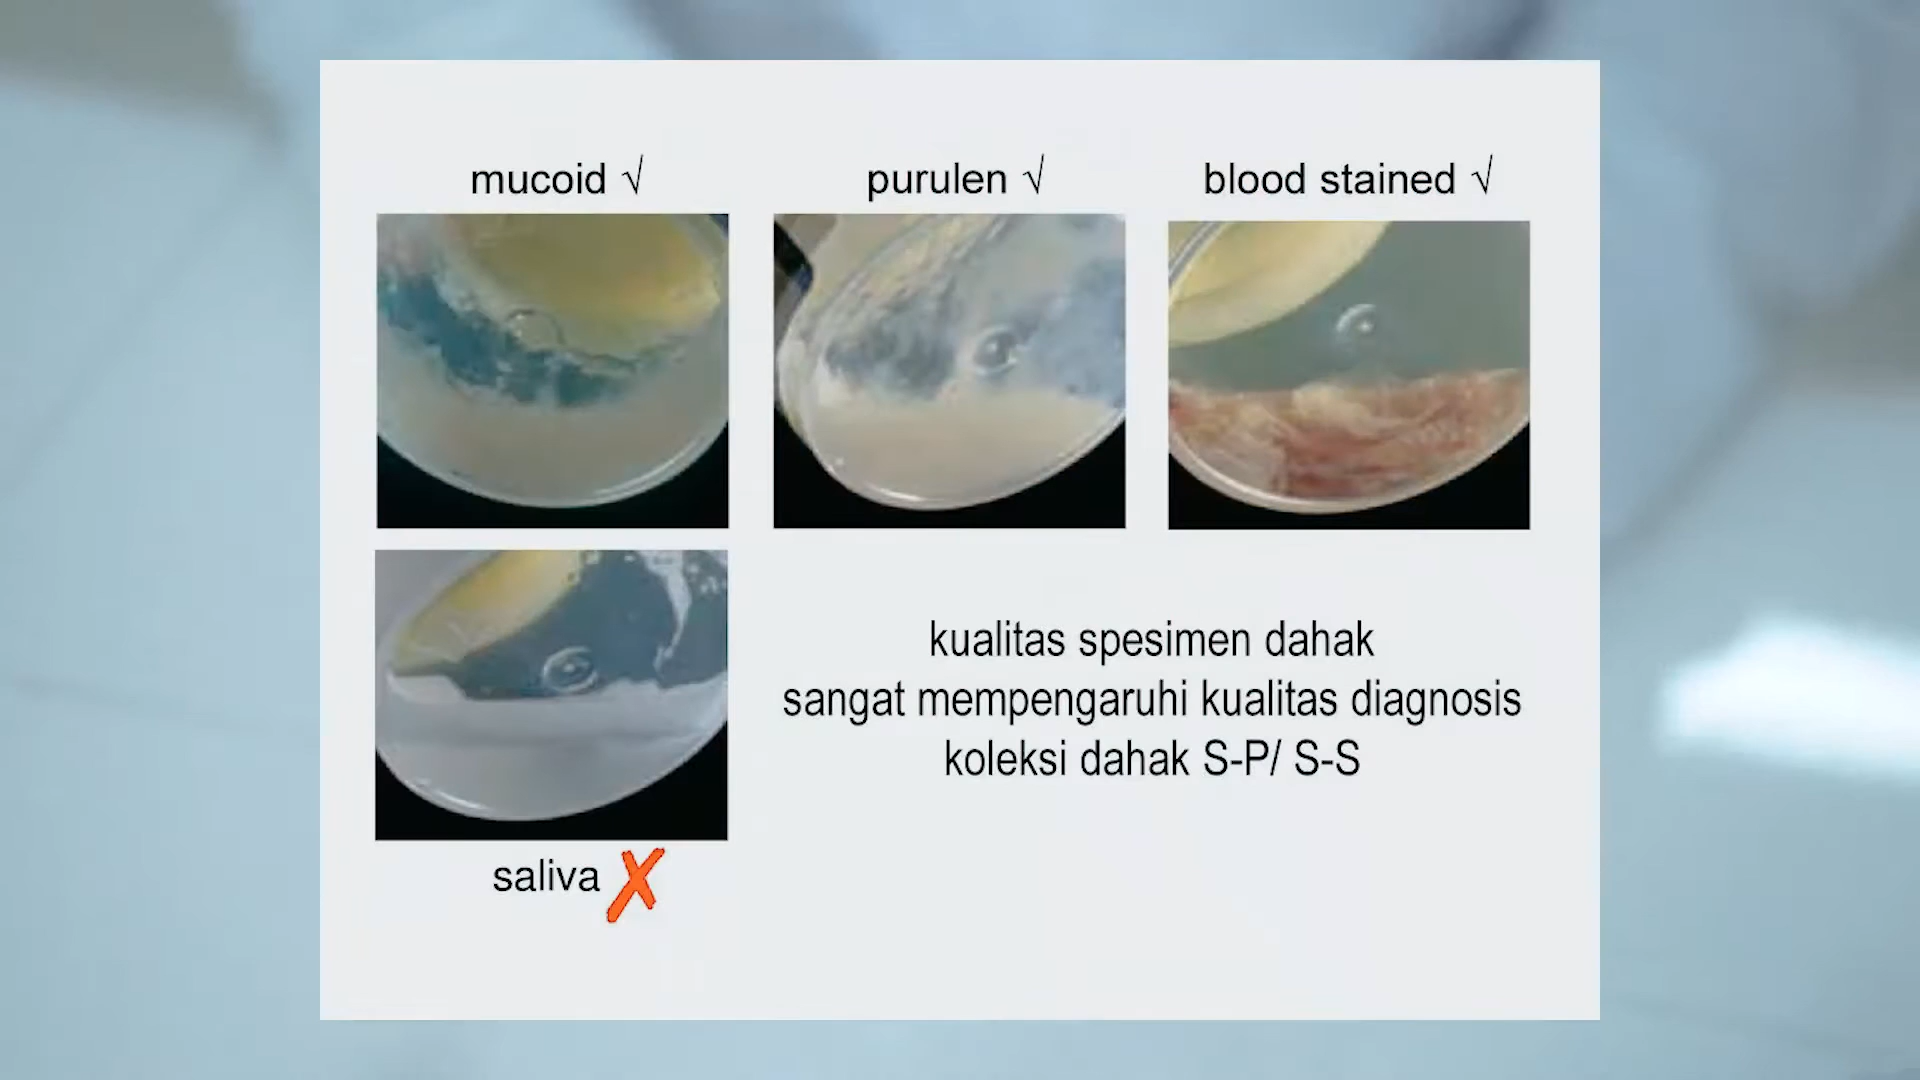 mucoid √
purulen √
blood stained √
saliva ✗
kualitas spesimen dahak
sangat mempengaruhi kualitas diagnosis
koleksi dahak S-P/ S-S